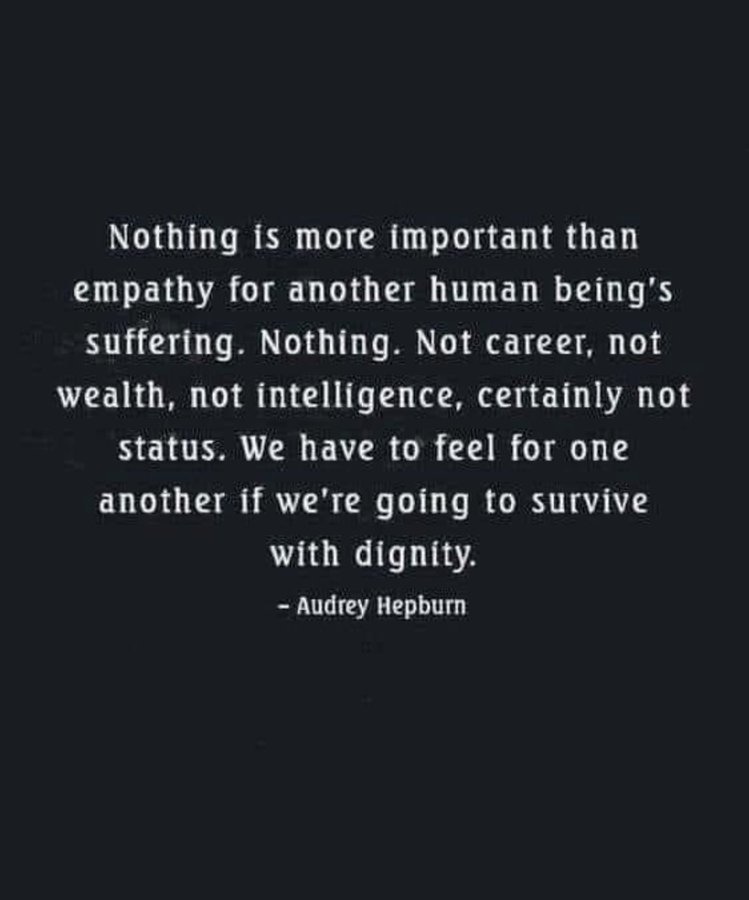 Nothing is more important than
empathy for another human being's
suffering. Nothing. Not career, not
wealth, not intelligence, certainly not
status. We have to feel for one
another if we're going to survive
with dignity.
– Audrey Hepburn